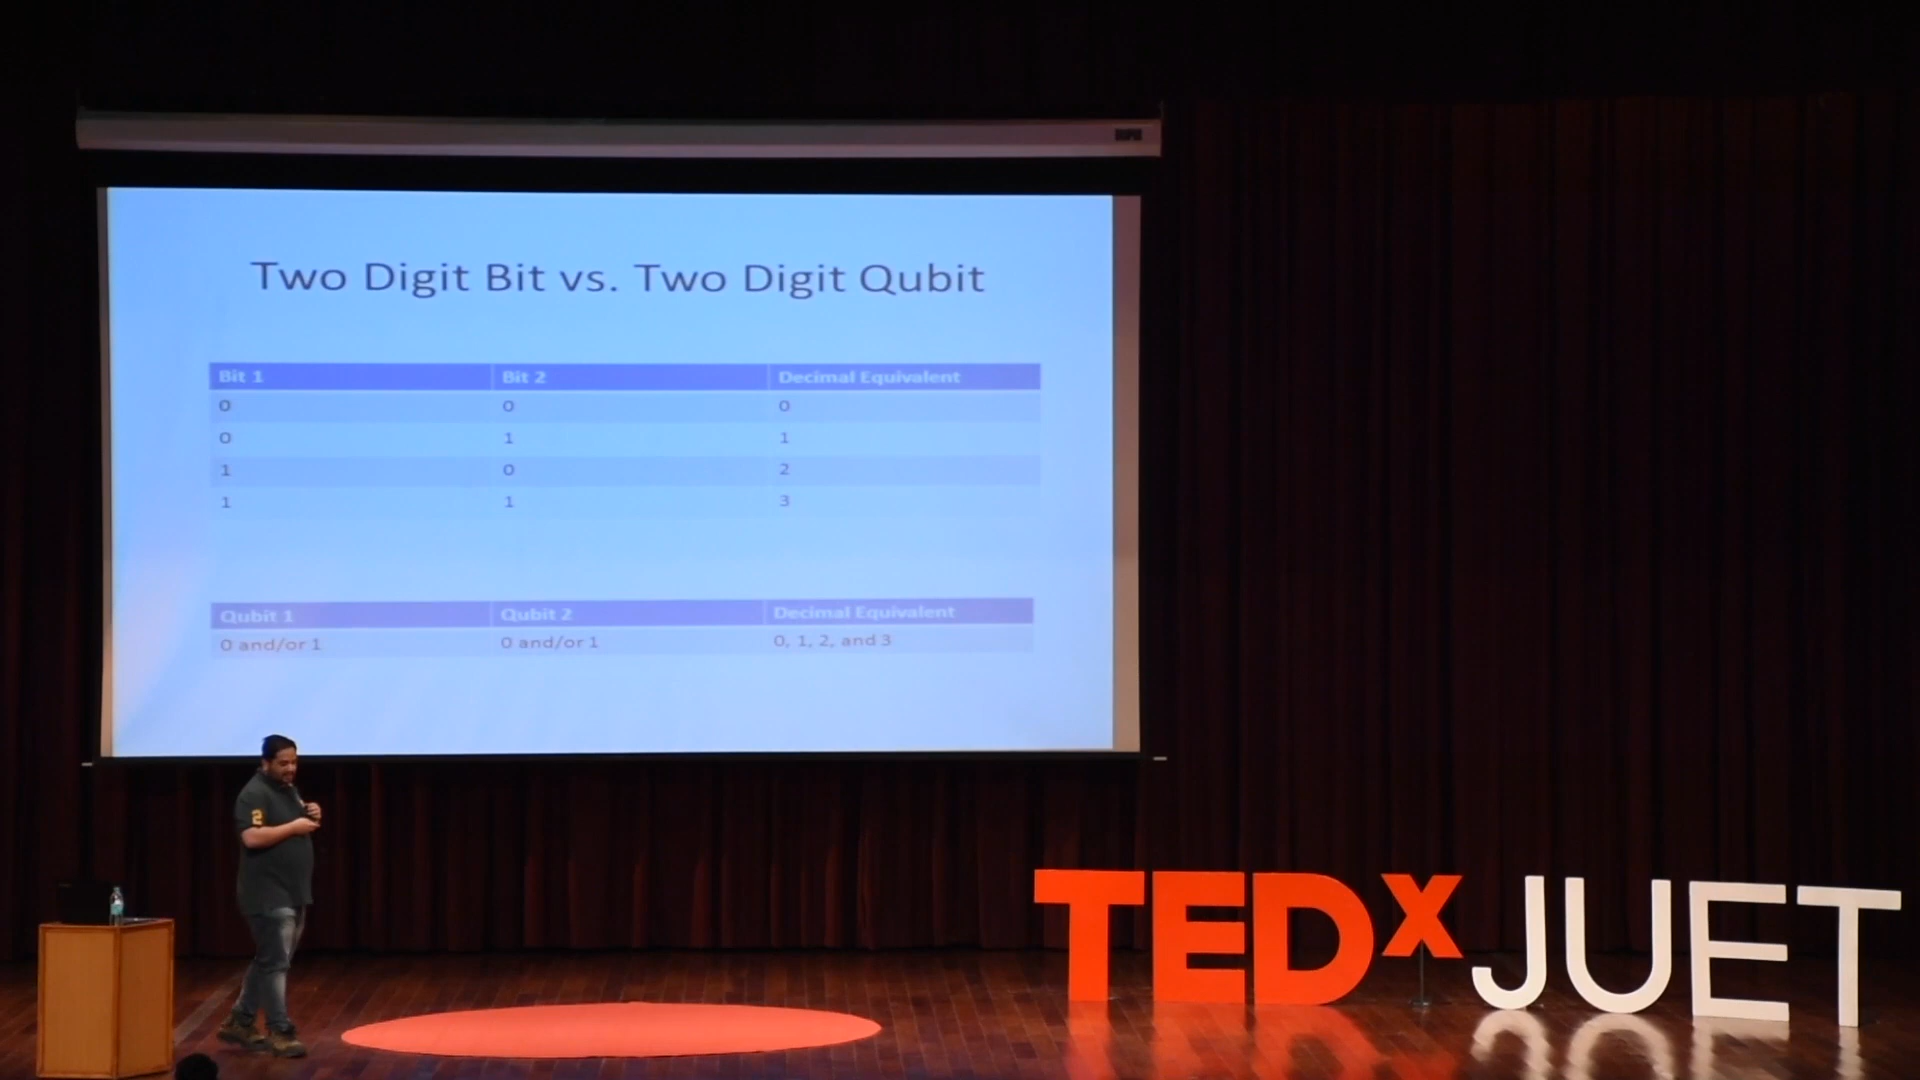 Two Digit Bit vs. Two Digit Qubit
Bit 1 Bit 2 Decimal Equivalent
0 0 0
0 1 1
1 0 2
1 1 3
Qubit 1 Qubit 2 Decimal Equivalent
0 and/or 1 0 and/or 1 0, 1, 2, and 3
2
TEDx JUET